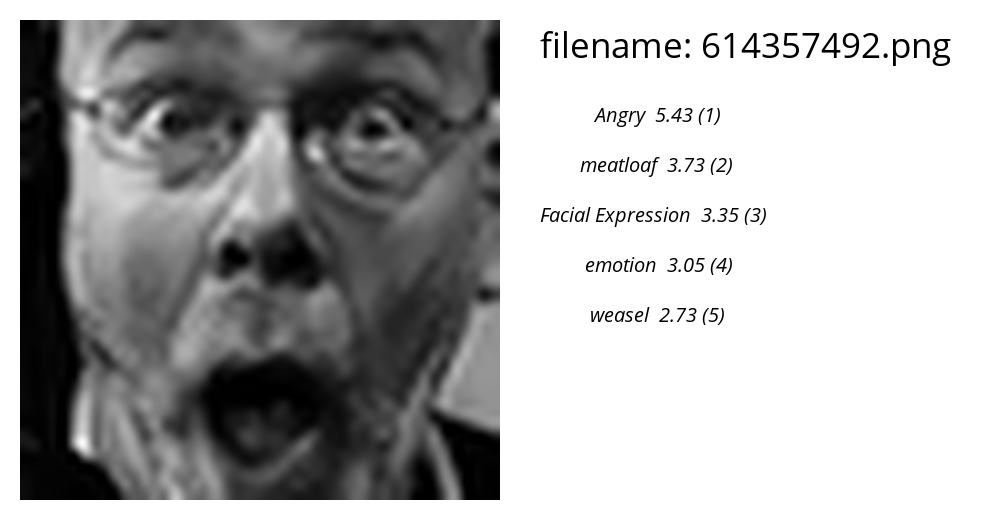 filename: 614357492.png
Angry 5.43 (1)
meatloaf 3.73 (2)
Facial Expression 3.35 (3)
emotion 3.05 (4)
weasel 2.73 (5)